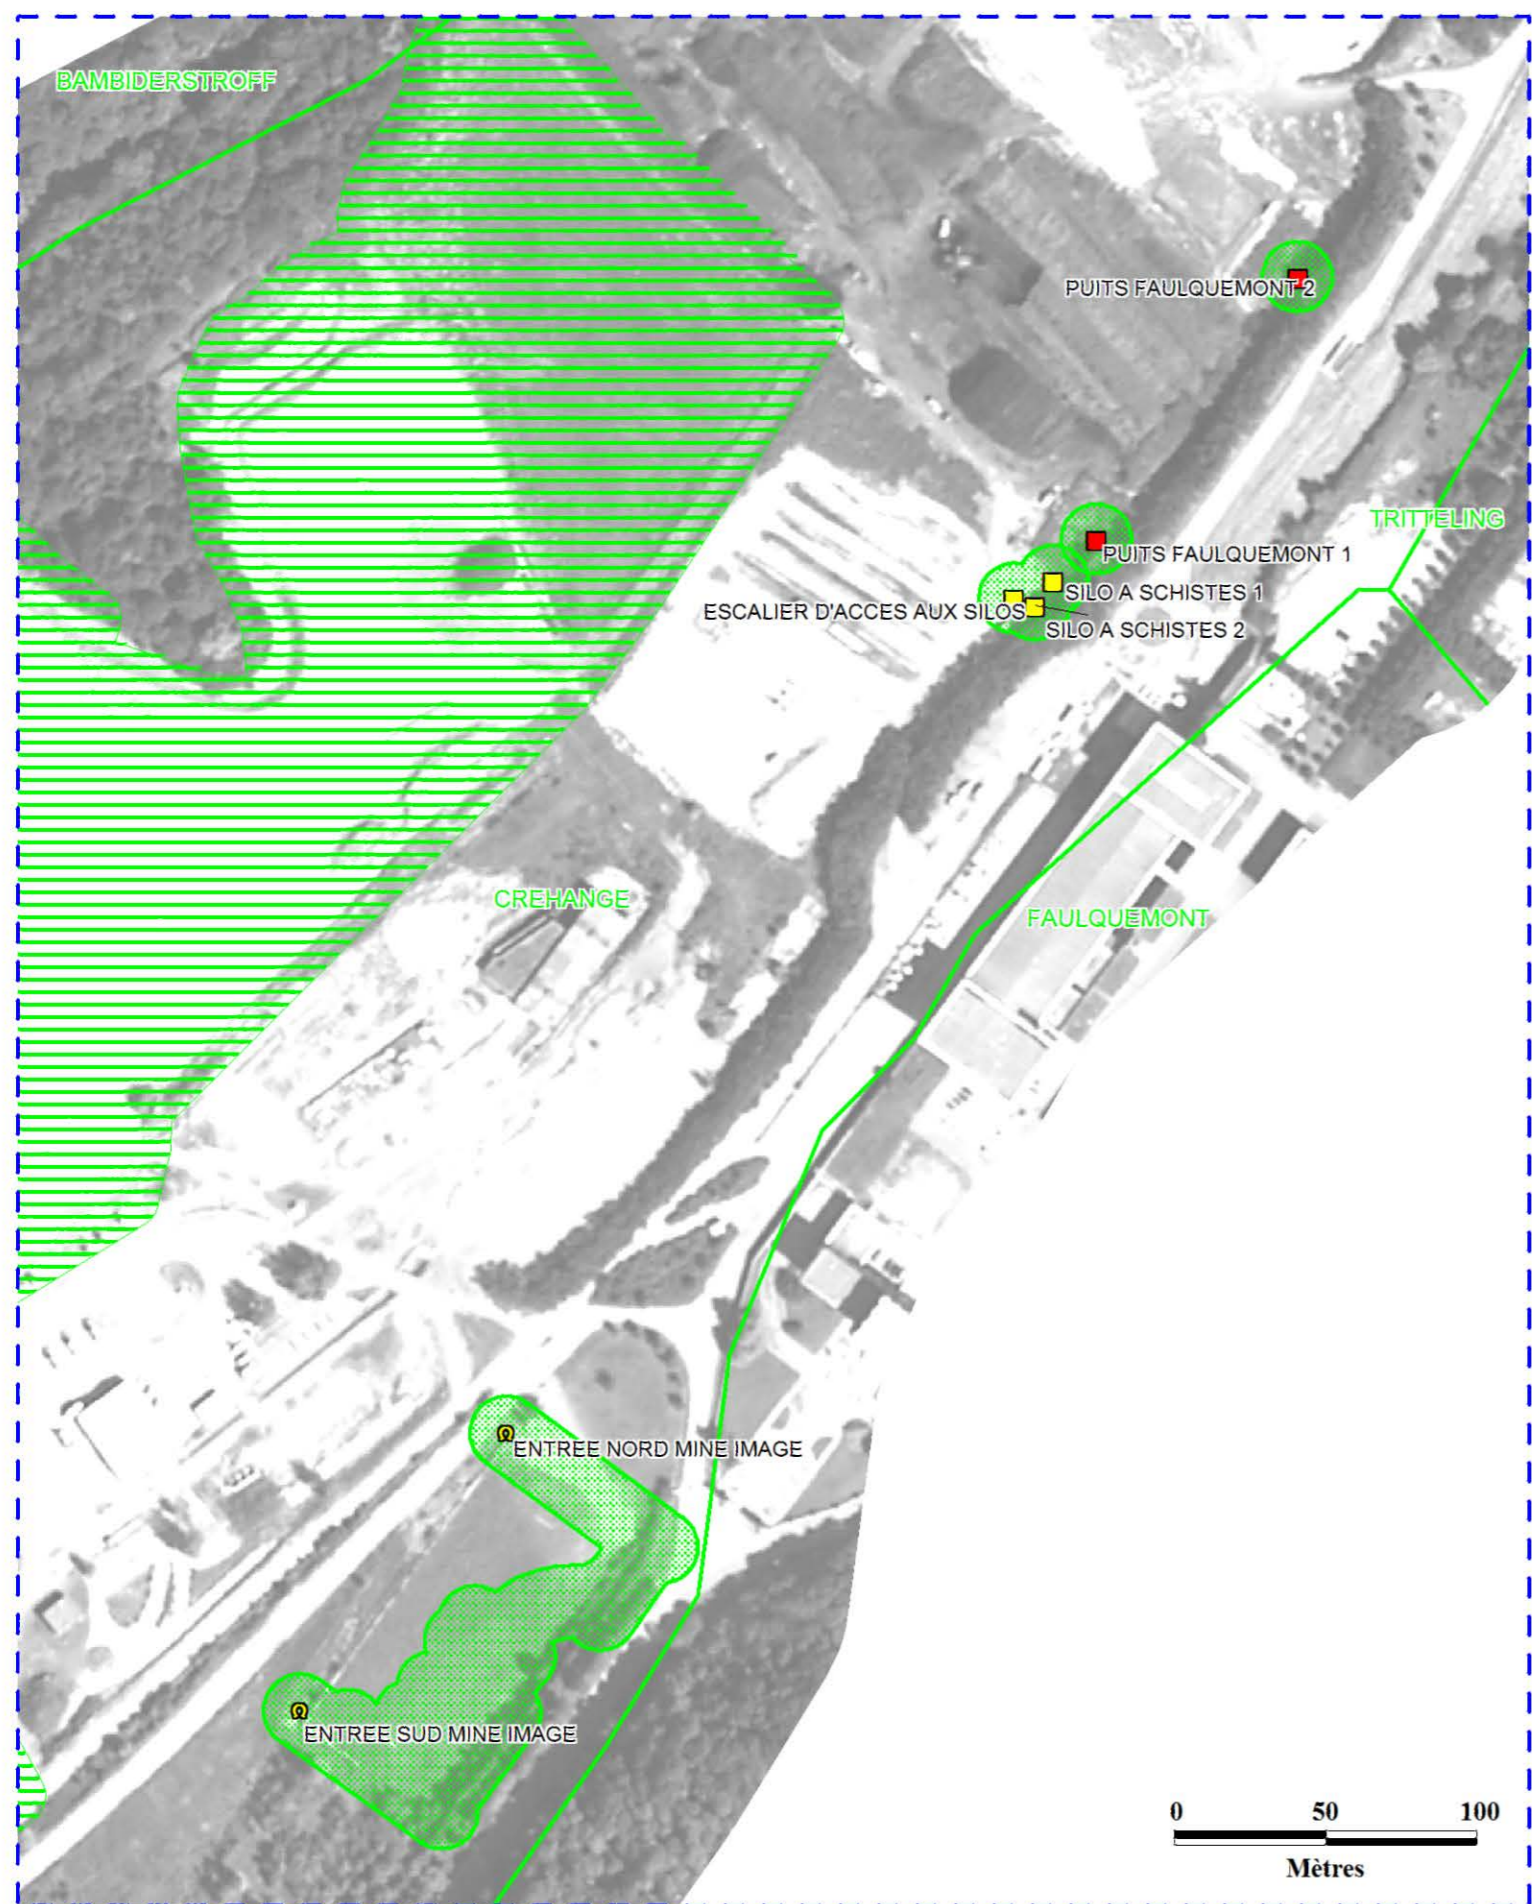 BAMBIDERSTROFF
PUITS FAULQUEMONT 2
TRITTELING
PUITS FAULQUEMONT 1
SILO A SCHISTES 1
ESCALIER D'ACCES AUX SILOS
SILO A SCHISTES 2
CREHANGE
FAULQUEMONT
ENTREE NORD MINE IMAGE
ENTREE SUD MINE IMAGE
0 50 100
Mètres